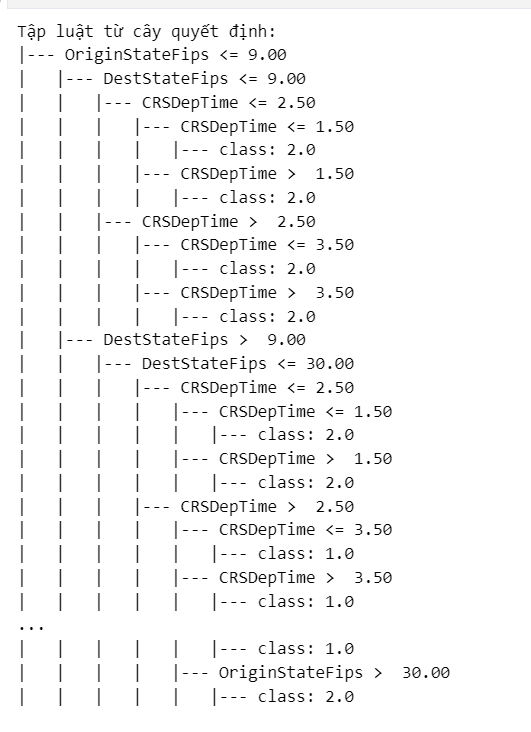 Tập luật từ cây quyết định:
|--- OriginStateFips <= 9.00
|   |--- DestStateFips <= 9.00
|   |   |--- CRSDepTime <= 2.50
|   |   |   |--- CRSDepTime <= 1.50
|   |   |   |   |--- class: 2.0
|   |   |   |--- CRSDepTime >  1.50
|   |   |   |   |--- class: 2.0
|   |   |--- CRSDepTime >  2.50
|   |   |   |--- CRSDepTime <= 3.50
|   |   |   |   |--- class: 2.0
|   |   |   |--- CRSDepTime >  3.50
|   |   |   |   |--- class: 2.0
|   |--- DestStateFips >  9.00
|   |   |--- DestStateFips <= 30.00
|   |   |   |--- CRSDepTime <= 2.50
|   |   |   |   |--- CRSDepTime <= 1.50
|   |   |   |   |   |--- class: 2.0
|   |   |   |   |--- CRSDepTime >  1.50
|   |   |   |   |   |--- class: 2.0
|   |   |   |--- CRSDepTime >  2.50
|   |   |   |   |--- CRSDepTime <= 3.50
|   |   |   |   |   |--- class: 1.0
|   |   |   |   |--- CRSDepTime >  3.50
|   |   |   |   |   |--- class: 1.0
...
|   |   |   |   |   |--- class: 1.0
|   |   |   |   |--- OriginStateFips >  30.00
|   |   |   |   |   |--- class: 2.0